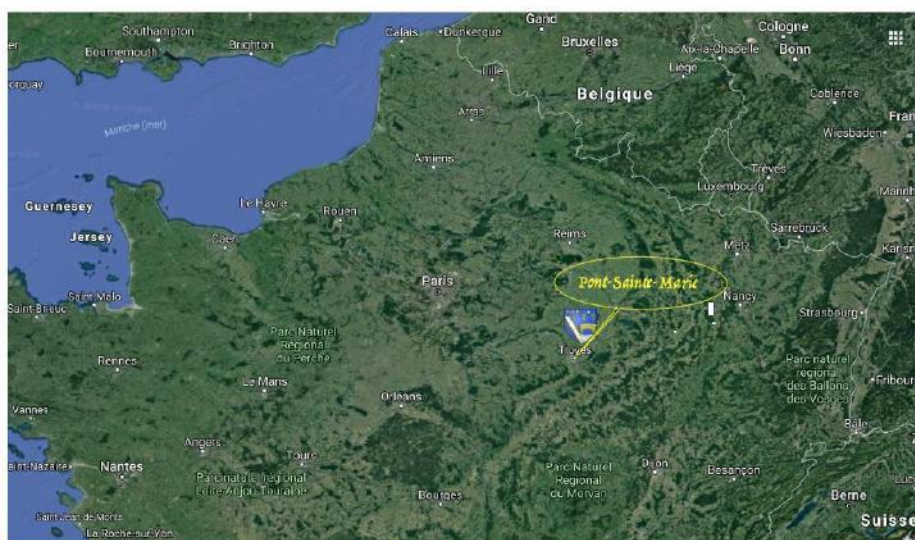 Southampton
Bournemouth
Brighton
Calais
Dunkerque
Gand
Bruxelles
Cologne
Bonn
Aix-la-Chapelle
Lille
Liège
Belgique
Coblence
Manche (mer)
Arras
Wiesbaden
Amiens
Trèves
Luxembourg
Guernesey
Le Havre
Rouen
Jersey
Caen
Reims
Metz
Sarrebruck
Paris
Pont-Sainte-Marie
Saint-Malo
Saint-Brieuc
Nancy
Strasbourg
Parc Naturel
Régional
du Perche
Troyes
Rennes
Parc naturel
régional
des Ballons
des Vosges
Le Mans
Orléans
Vannes
Bâle
Angers
Tours
Nantes
Parc naturel régional
Loire-Anjou-Touraine
Parc Naturel
Régional
du Morvan
Dijon
Besançon
Bourges
Berne
Saint-Jean-de-Monts
La Roche-sur-Yon
Suisse